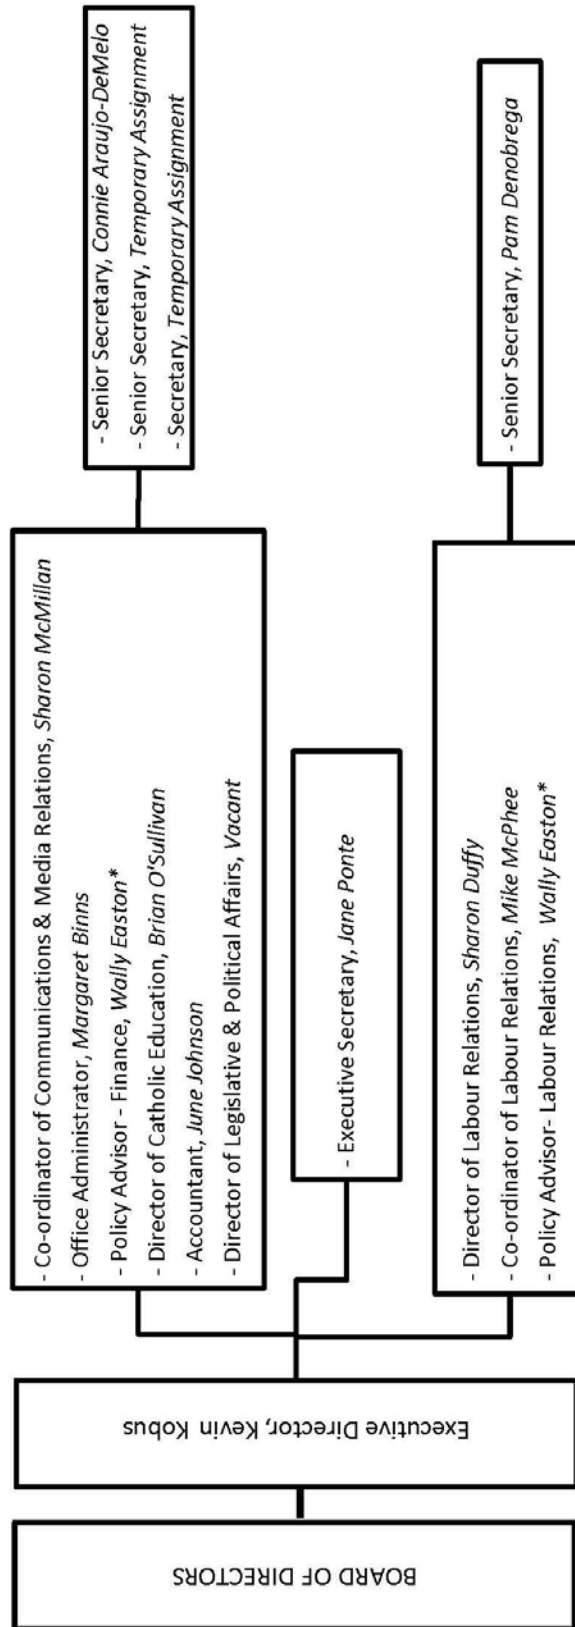 BOARD OF DIRECTORS
Executive Director, Kevin Kobus
- Co-ordinator of Communications & Media Relations, Sharon McMillan
- Office Administrator, Margaret Binns
- Policy Advisor - Finance, Wally Easton*
- Director of Catholic Education, Brian O'Sullivan
- Accountant, June Johnson
- Director of Legislative & Political Affairs, Vacant
- Senior Secretary, Connie Araujo-DeMelo
- Senior Secretary, Temporary Assignment
- Secretary, Temporary Assignment
- Executive Secretary, Jane Ponte
- Director of Labour Relations, Sharon Duffy
- Co-ordinator of Labour Relations, Mike McPhee
- Policy Advisor- Labour Relations, Wally Easton*
- Senior Secretary, Pam Denobrega